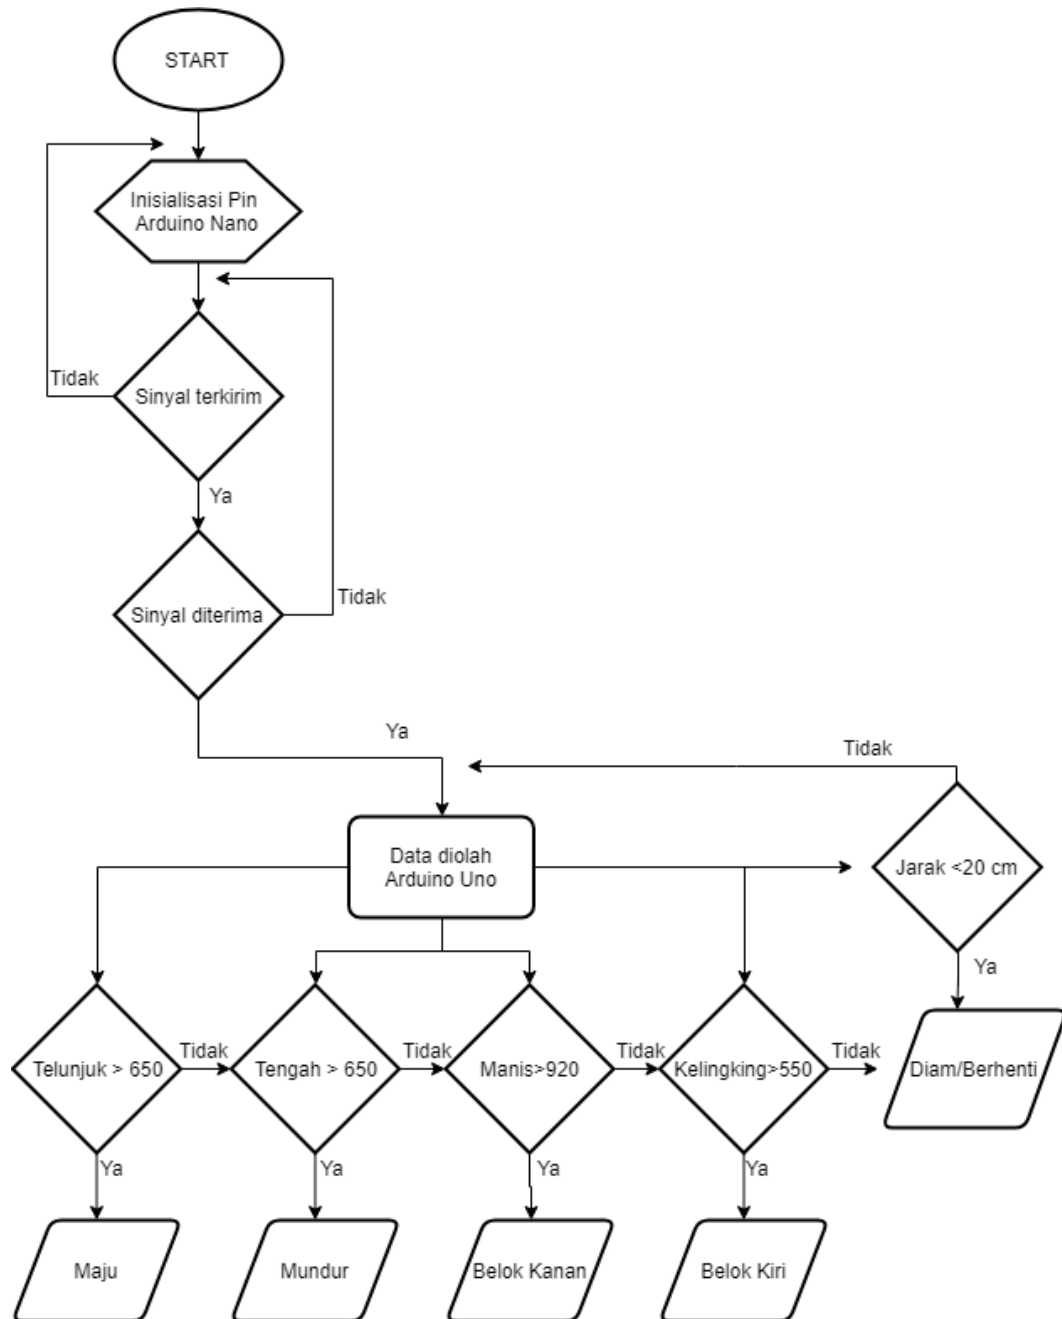 START
Inisialisasi Pin
Arduino Nano
Tidak
Sinyal terkirim
Ya
Tidak
Sinyal diterima
Ya
Tidak
Data diolah
Arduino Uno
Jarak <20 cm
Ya
Telunjuk > 650
Tidak
Tengah > 650
Tidak
Manis>920
Tidak
Kelingking>550
Tidak
Diam/Berhenti
Ya
Ya
Ya
Ya
Maju
Mundur
Belok Kanan
Belok Kiri